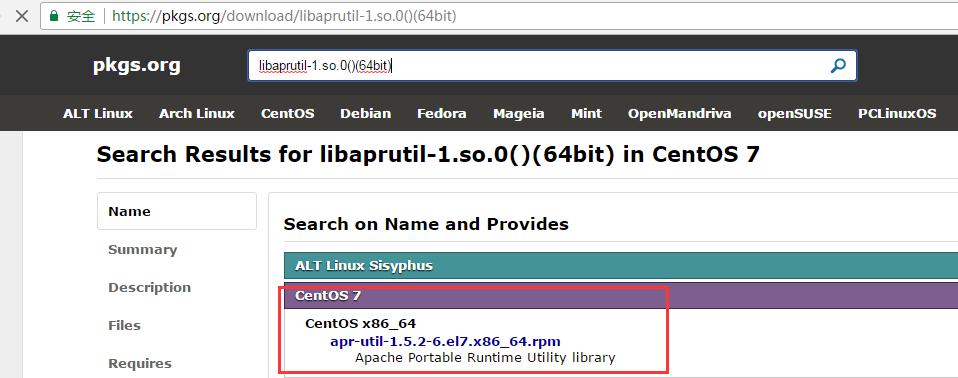 安全 https://pkgs.org/download/libaprutil-1.so.0()(64bit)
pkgs.org libaprutil-1.so.0()(64bit)
ALT Linux Arch Linux CentOS Debian Fedora Mageia Mint OpenMandriva openSUSE PCLinuxOS
Search Results for libaprutil-1.so.0()(64bit) in CentOS 7
Name
Summary
Description
Files
Requires
Search on Name and Provides
ALT Linux Sisyphus
CentOS 7
CentOS x86_64
apr-util-1.5.2-6.el7.x86_64.rpm
Apache Portable Runtime Utility library